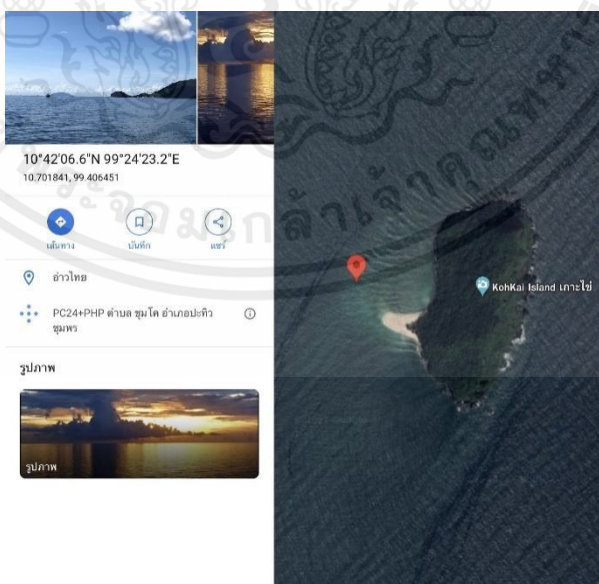 10°42'06.6"N 99°24'23.2"E
10.701841, 99.406451
เส้นทาง
บันทึก
แชร์
อ่าวไทย
PC24+PHP ตำบล ชุมโค อำเภอปะทิว
ชุมพร
รูปภาพ
รูปภาพ
KohKai Island เกาะไข่